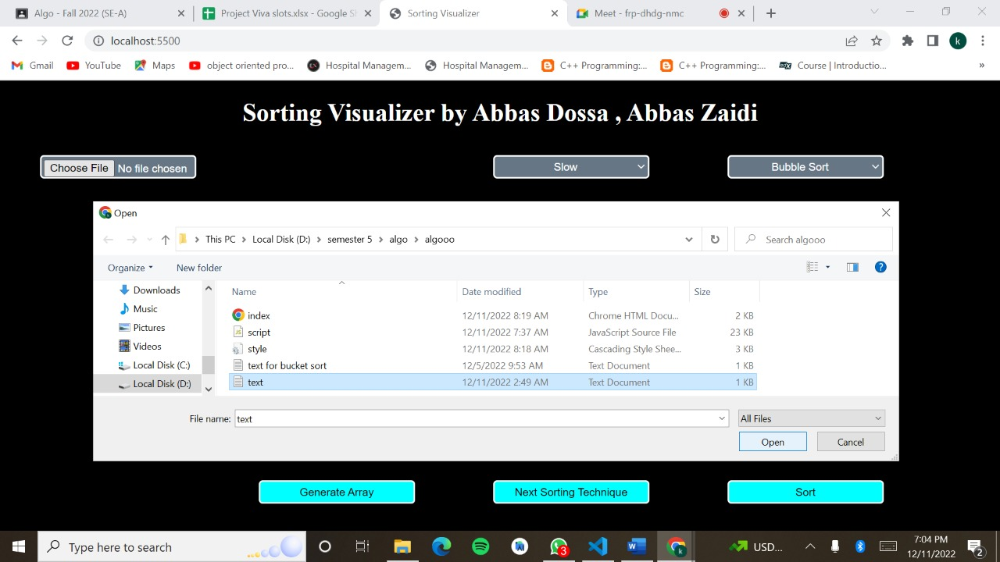 Algo - Fall 2022 (SE-A)
Project Viva slots.xlsx - Google Sh
Sorting Visualizer
Meet - frp-dhdg-nmc
localhost:5500
k
Gmail
YouTube
Maps
object oriented pro...
Hospital Managem...
Hospital Managem...
C++ Programming:...
C++ Programming:...
Course | Introductio...
»
Sorting Visualizer by Abbas Dossa , Abbas Zaidi
Choose File No file chosen
Slow
Bubble Sort
Open
This PC > Local Disk (D:) > semester 5 > algo > algooo
Search algooo
Organize
New folder
Downloads
Music
Pictures
Videos
Local Disk (C:)
Local Disk (D:)
Name Date modified Type Size
index 12/11/2022 8:19 AM Chrome HTML Docu... 2 KB
script 12/11/2022 7:37 AM JavaScript Source File 23 KB
style 12/11/2022 8:18 AM Cascading Style Shee... 3 KB
text for bucket sort 12/5/2022 9:53 AM Text Document 1 KB
text 12/11/2022 2:49 AM Text Document 1 KB
File name: text
All Files
Open
Cancel
Generate Array
Next Sorting Technique
Sort
Type here to search
3
USD...
7:04 PM
12/11/2022
2